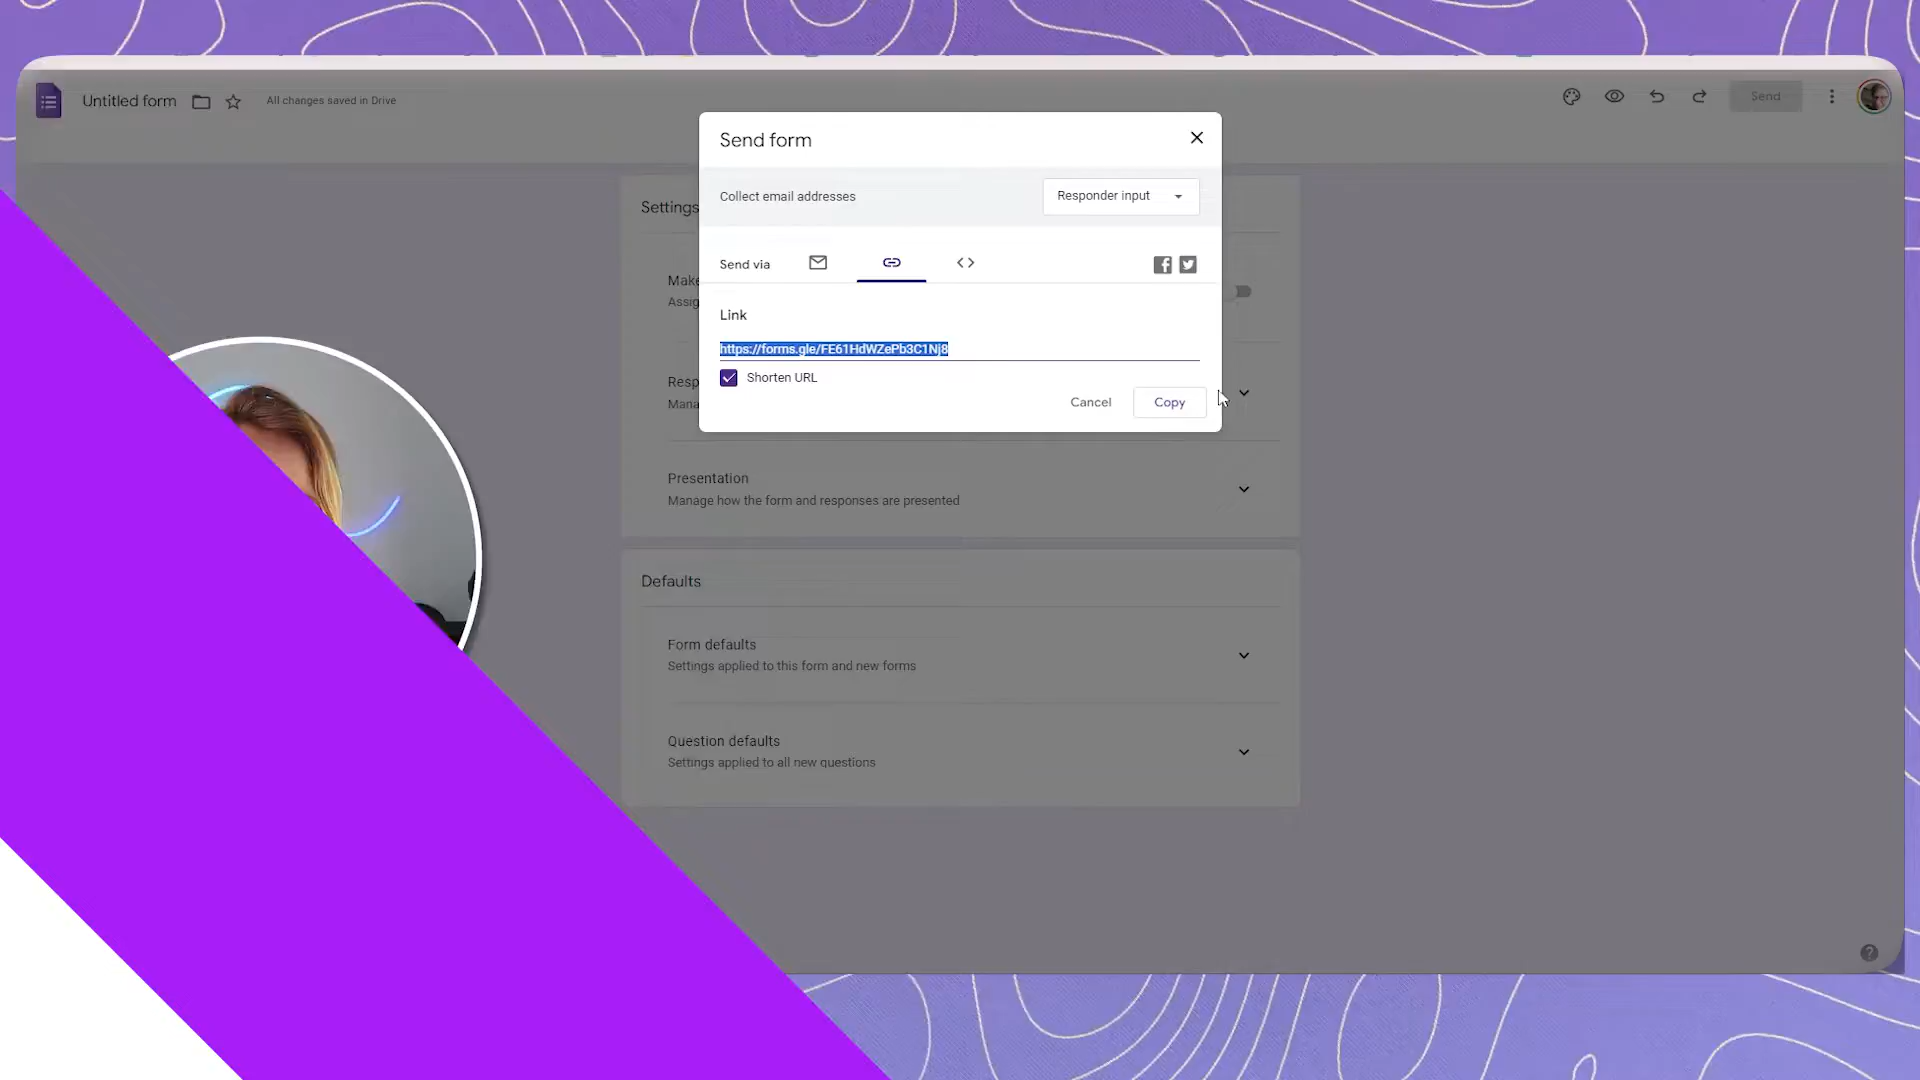 Untitled form
All changes saved in Drive
Send
Send form
Collect email addresses
Responder input
Settings
Send via
Make
Assig
Link
https://forms.gle/FE61HdWZePb3C1Nj8
Shorten URL
Resp
Mana
Cancel
Copy
Presentation
Manage how the form and responses are presented
Defaults
Form defaults
Settings applied to this form and new forms
Question defaults
Settings applied to all new questions